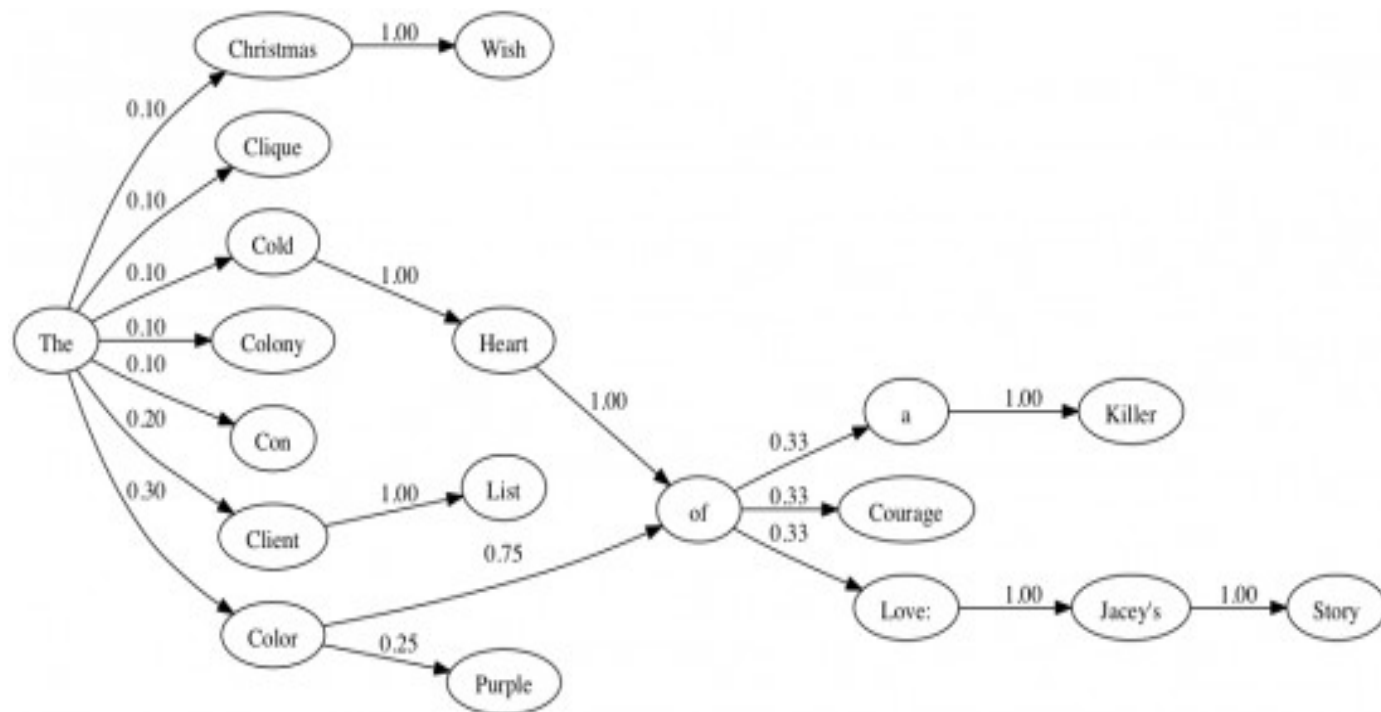 Christmas
1.00
Wish
0.10
Clique
0.10
Cold
0.10
1.00
The
0.10
Colony
Heart
0.10
1.00
a
1.00
Killer
0.20
Con
0.33
List
0.30
1.00
of
0.33
Courage
Client
0.33
0.75
Love:
1.00
Jacey's
1.00
Story
Color
0.25
Purple